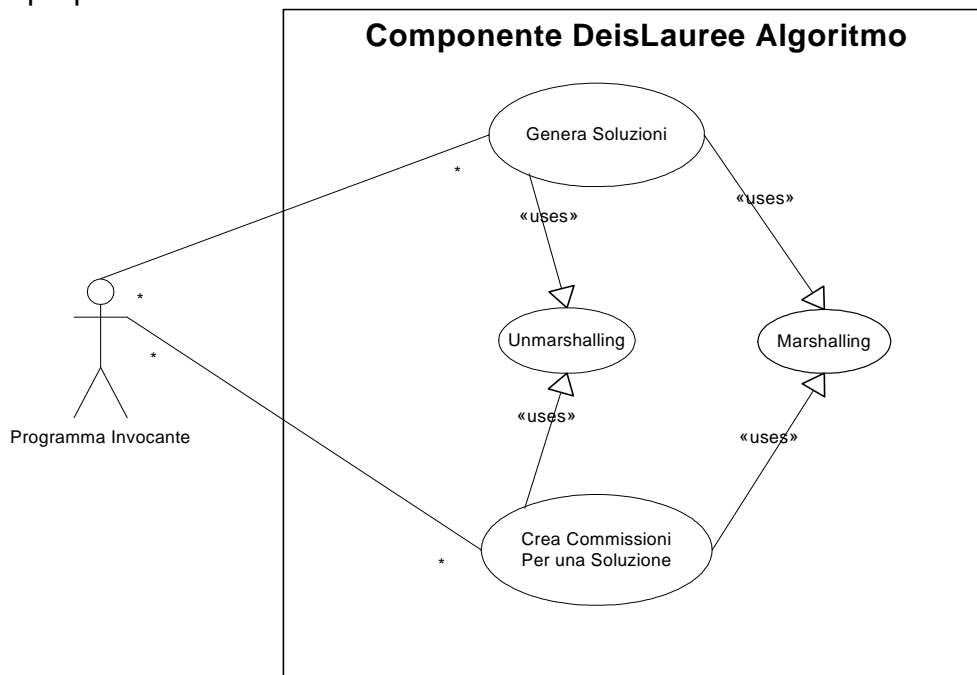 Componente DeisLauree Algoritmo
Genera Soluzioni
*
«uses»
«uses»
*
Unmarshalling
Marshalling
*
«uses»
«uses»
Programma Invocante
Crea Commissioni
Per una Soluzione
*